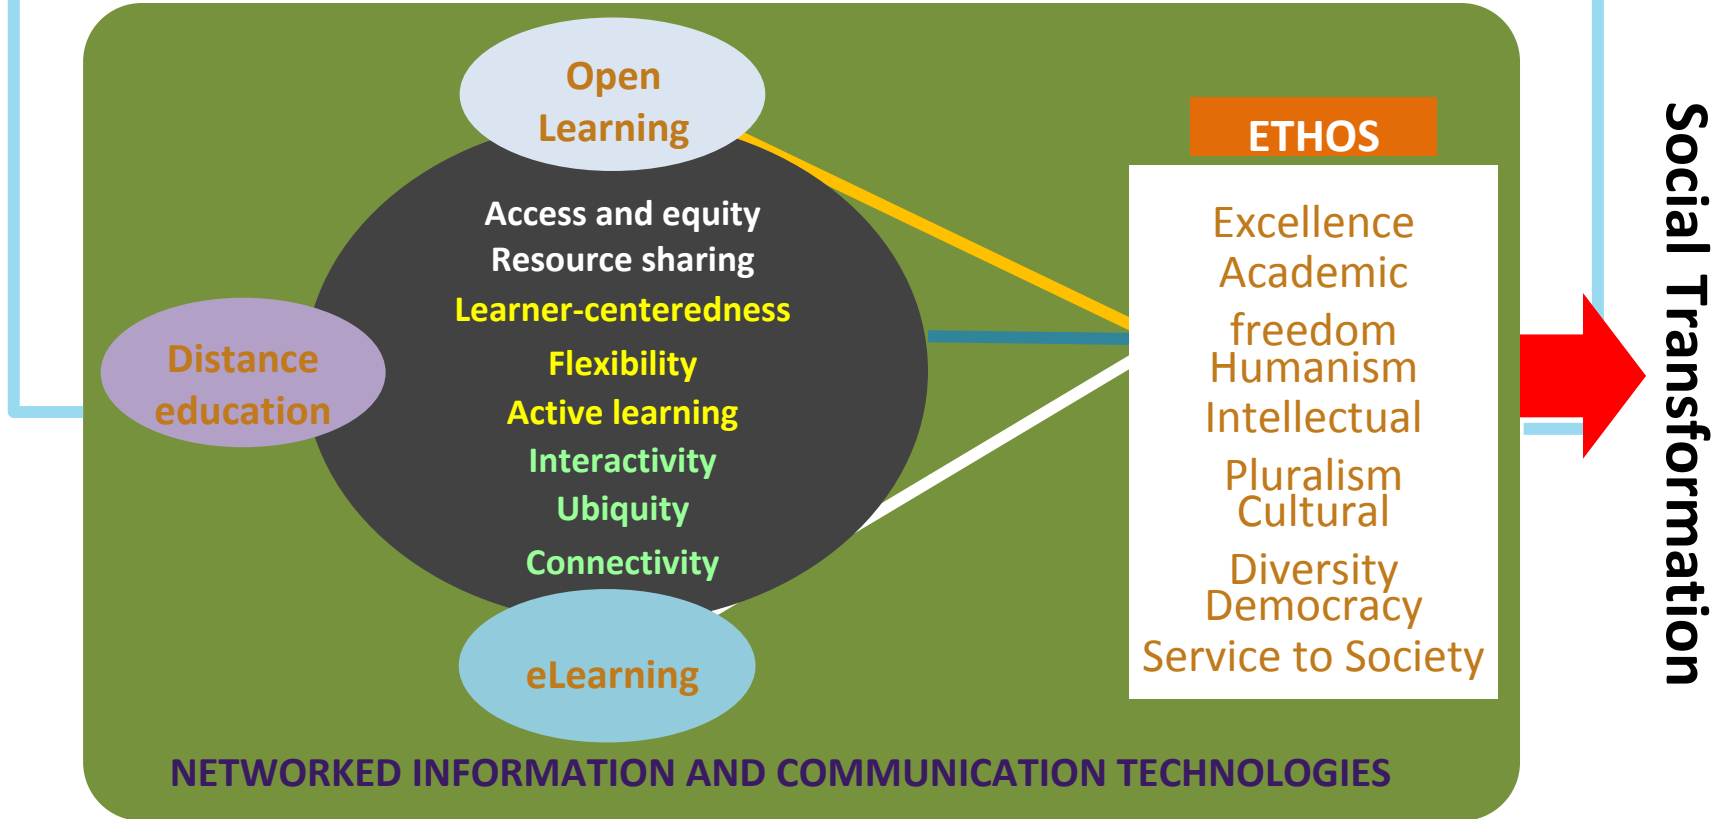 Open
Learning
Access and equity
Resource sharing
Learner-centeredness
Flexibility
Active learning
Interactivity
Ubiquity
Connectivity
Distance
education
eLearning
ETHOS
Excellence
Academic
freedom
Humanism
Intellectual
Pluralism
Cultural
Diversity
Democracy
Service to Society
NETWORKED INFORMATION AND COMMUNICATION TECHNOLOGIES
Social Transformation